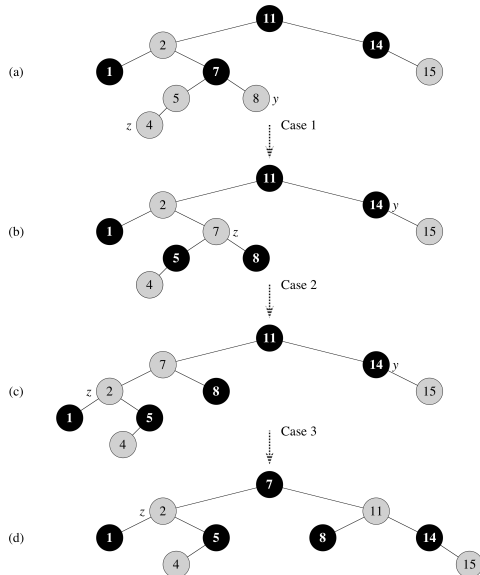 11
2 14
(a) 1 7 15
5 8 y
z 4
Case 1
11
2 14 y
(b) 1 7 z 15
5 8
4
Case 2
11
7 14 y
(c) z 2 8 15
1 5
4
Case 3
7
z 2 11
(d) 1 5 8 14
4 15